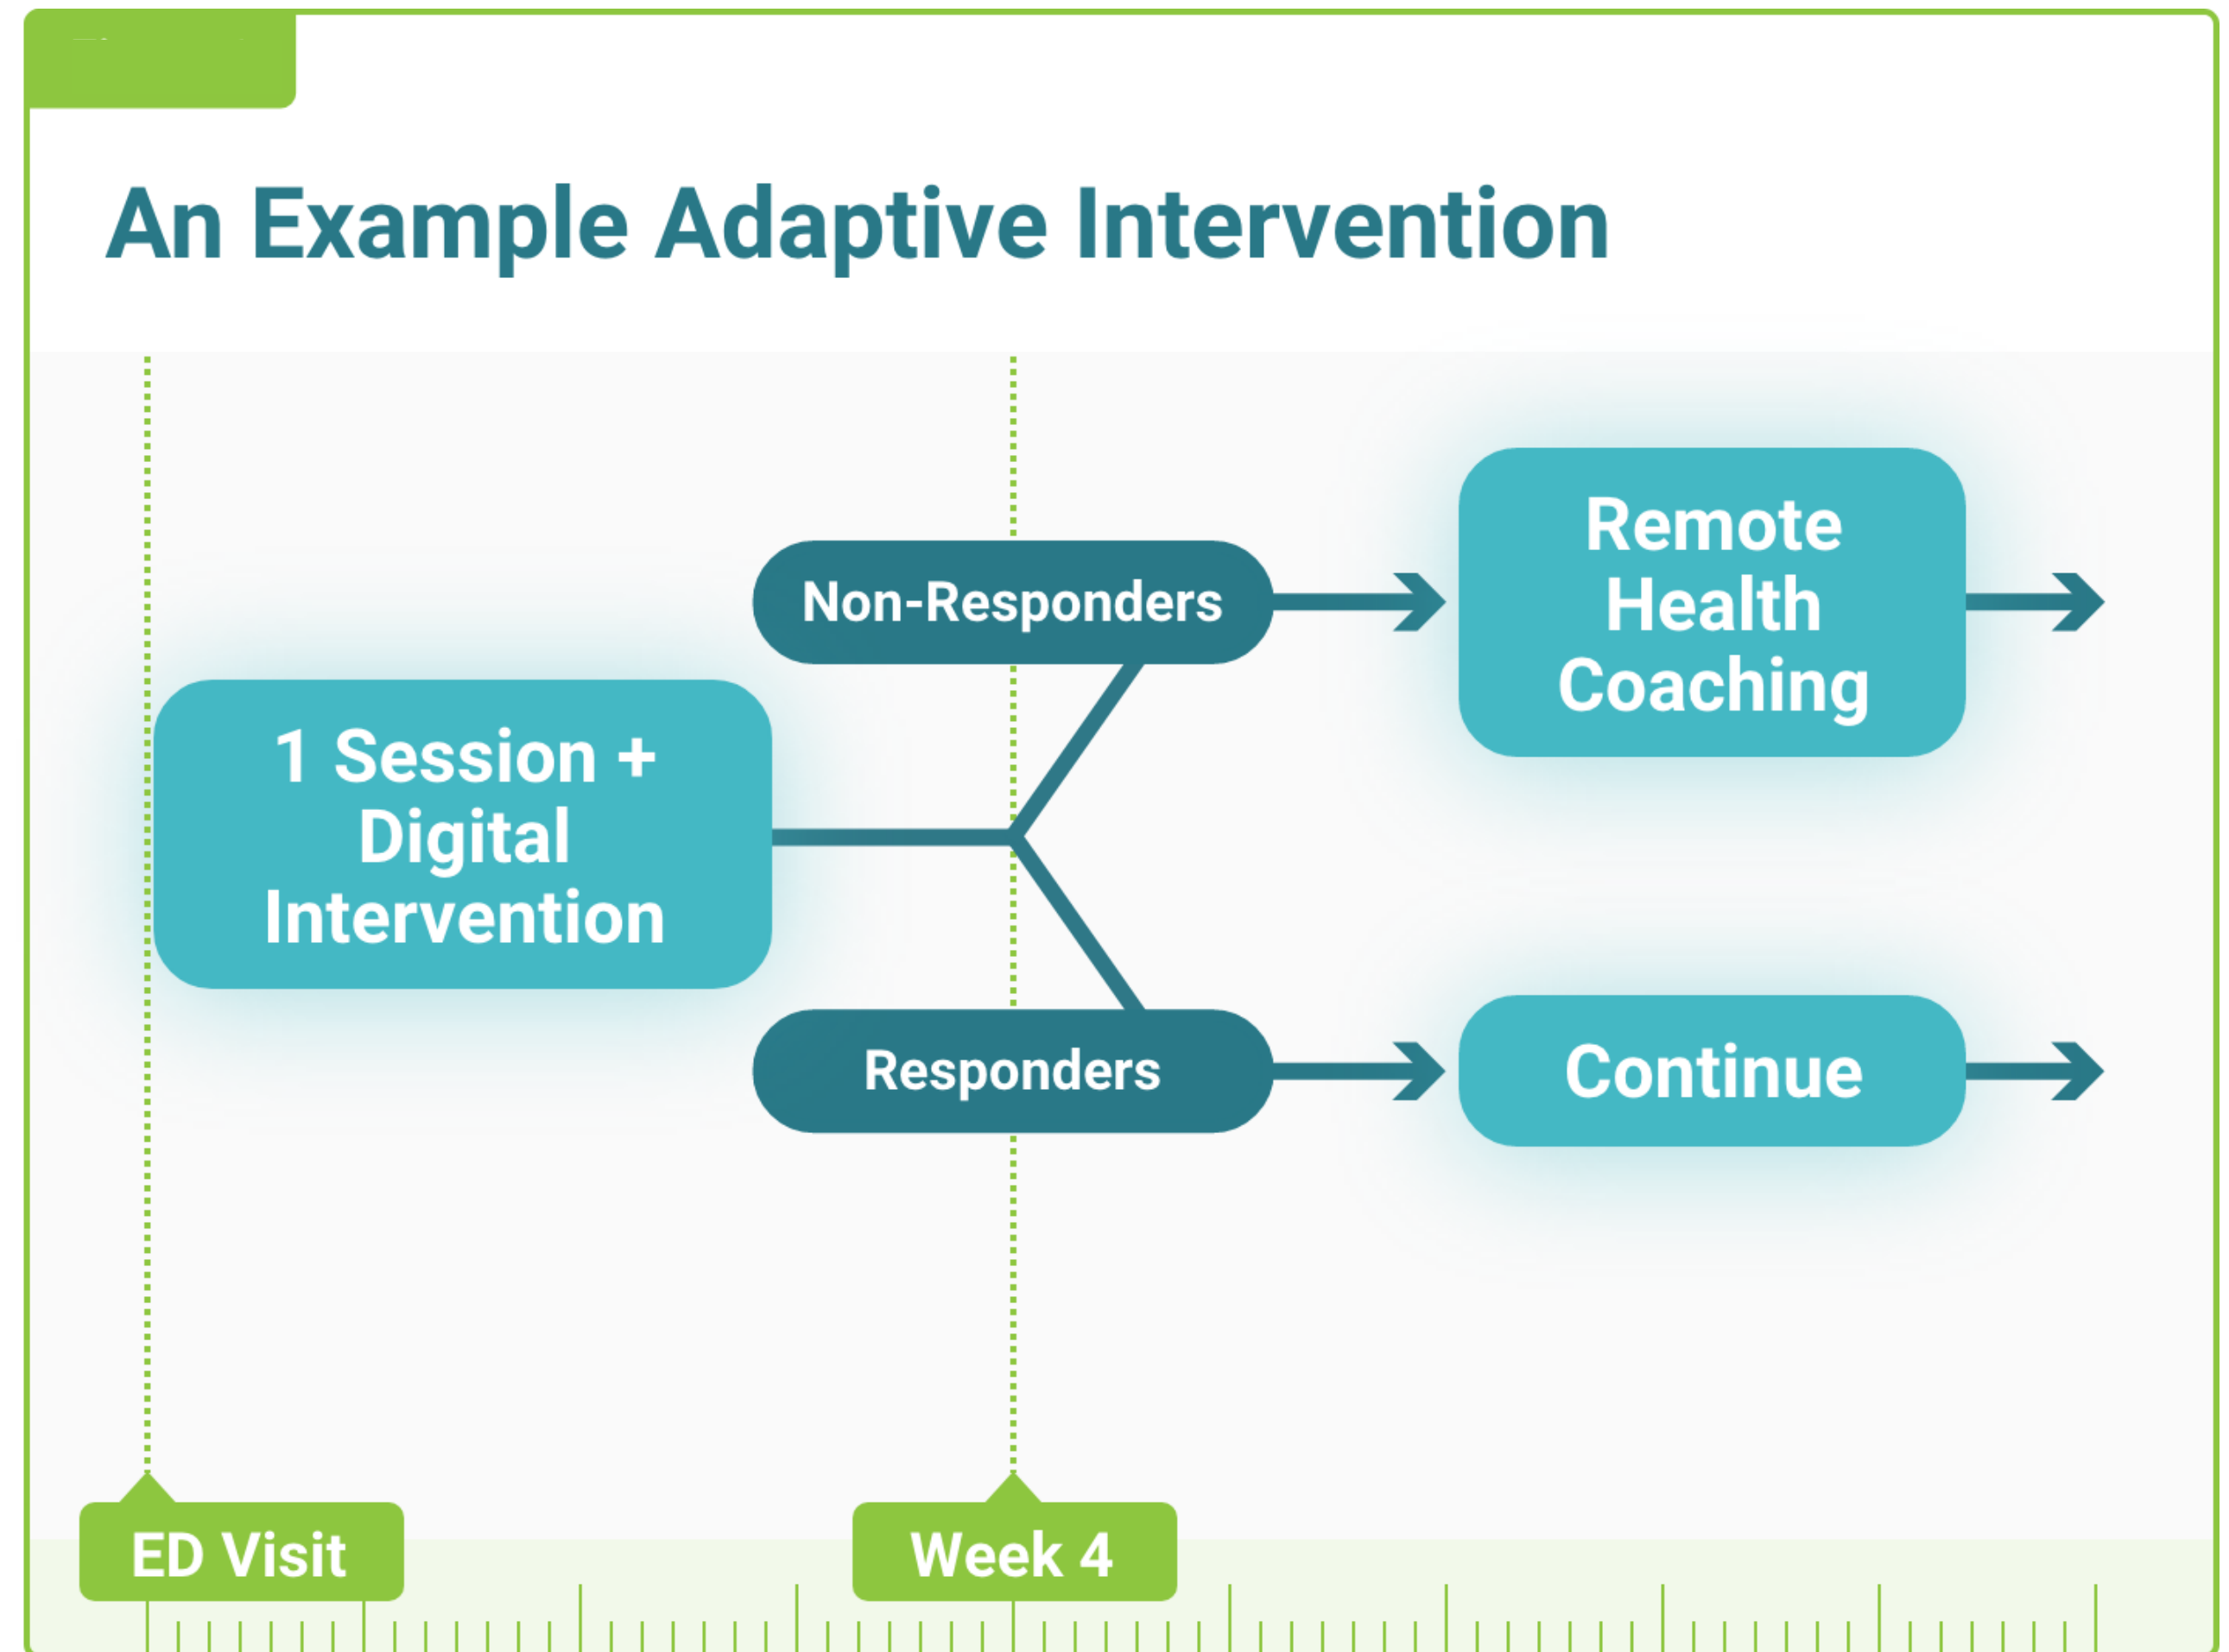 An Example Adaptive Intervention
Non-Responders
Remote
Health
Coaching
1 Session +
Digital
Intervention
Responders
Continue
ED Visit
Week 4